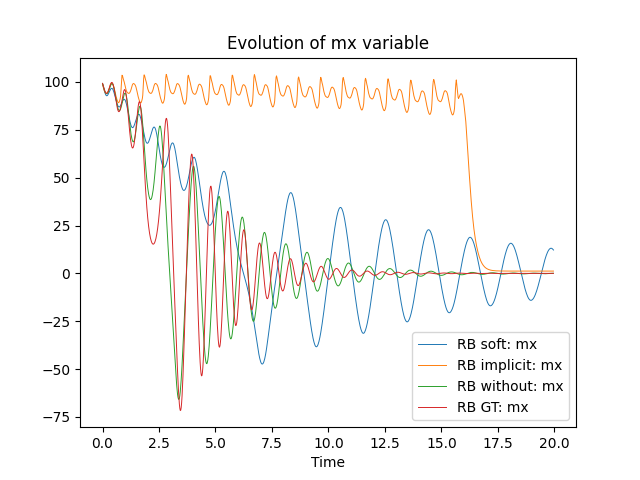 Evolution of mx variable
100
75
50
25
0
−25
−50
−75
0.0 2.5 5.0 7.5 10.0 12.5 15.0 17.5 20.0
Time
RB soft: mx
RB implicit: mx
RB without: mx
RB GT: mx